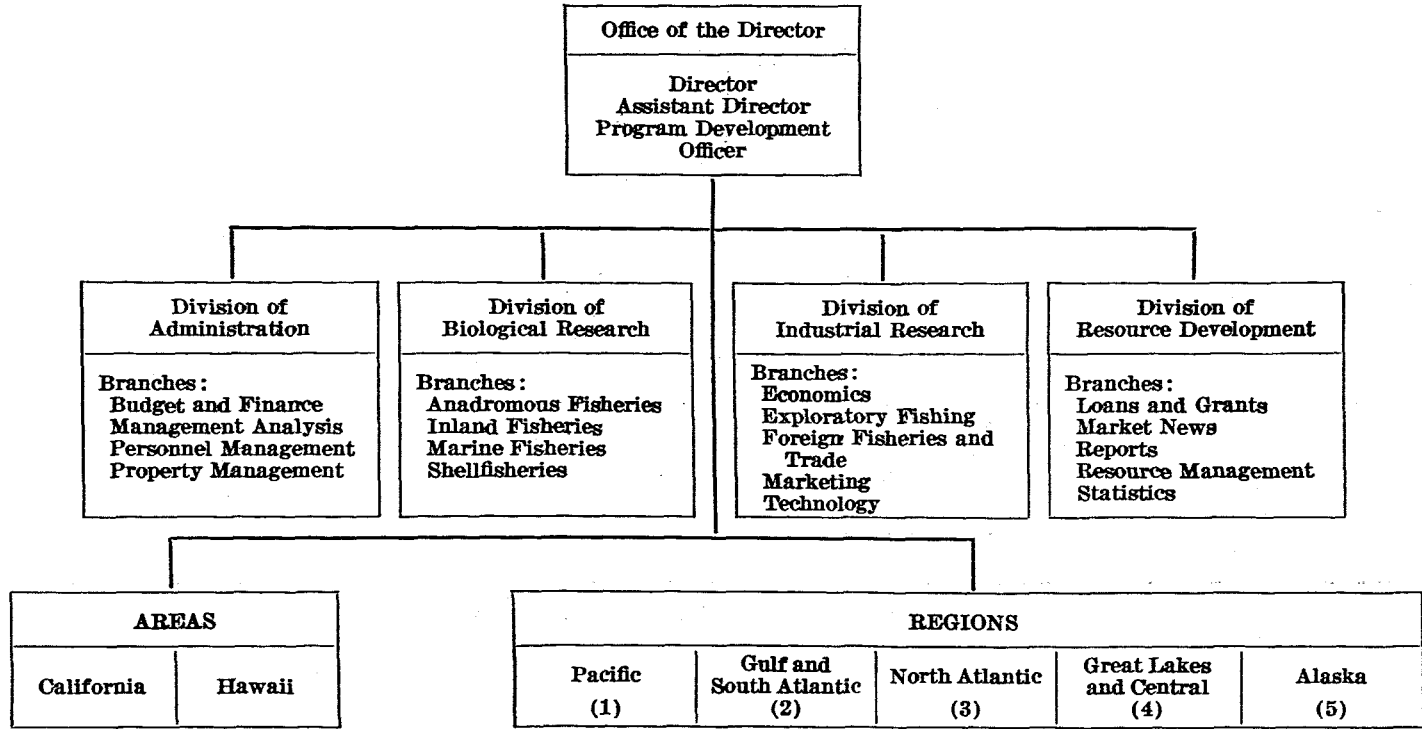 Office of the Director
Director
Assistant Director
Program Development
Officer
Division of
Administration
Branches:
Budget and Finance
Management Analysis
Personnel Management
Property Management
Division of
Biological Research
Branches:
Anadromous Fisheries
Inland Fisheries
Marine Fisheries
Shellfisheries
Division of
Industrial Research
Branches:
Economics
Exploratory Fishing
Foreign Fisheries and
Trade
Marketing
Technology
Division of
Resource Development
Branches:
Loans and Grants
Market News
Reports
Resource Management
Statistics
AREAS
California
Hawaii
REGIONS
Pacific
(1)
Gulf and
South Atlantic
(2)
North Atlantic
(3)
Great Lakes
and Central
(4)
Alaska
(5)